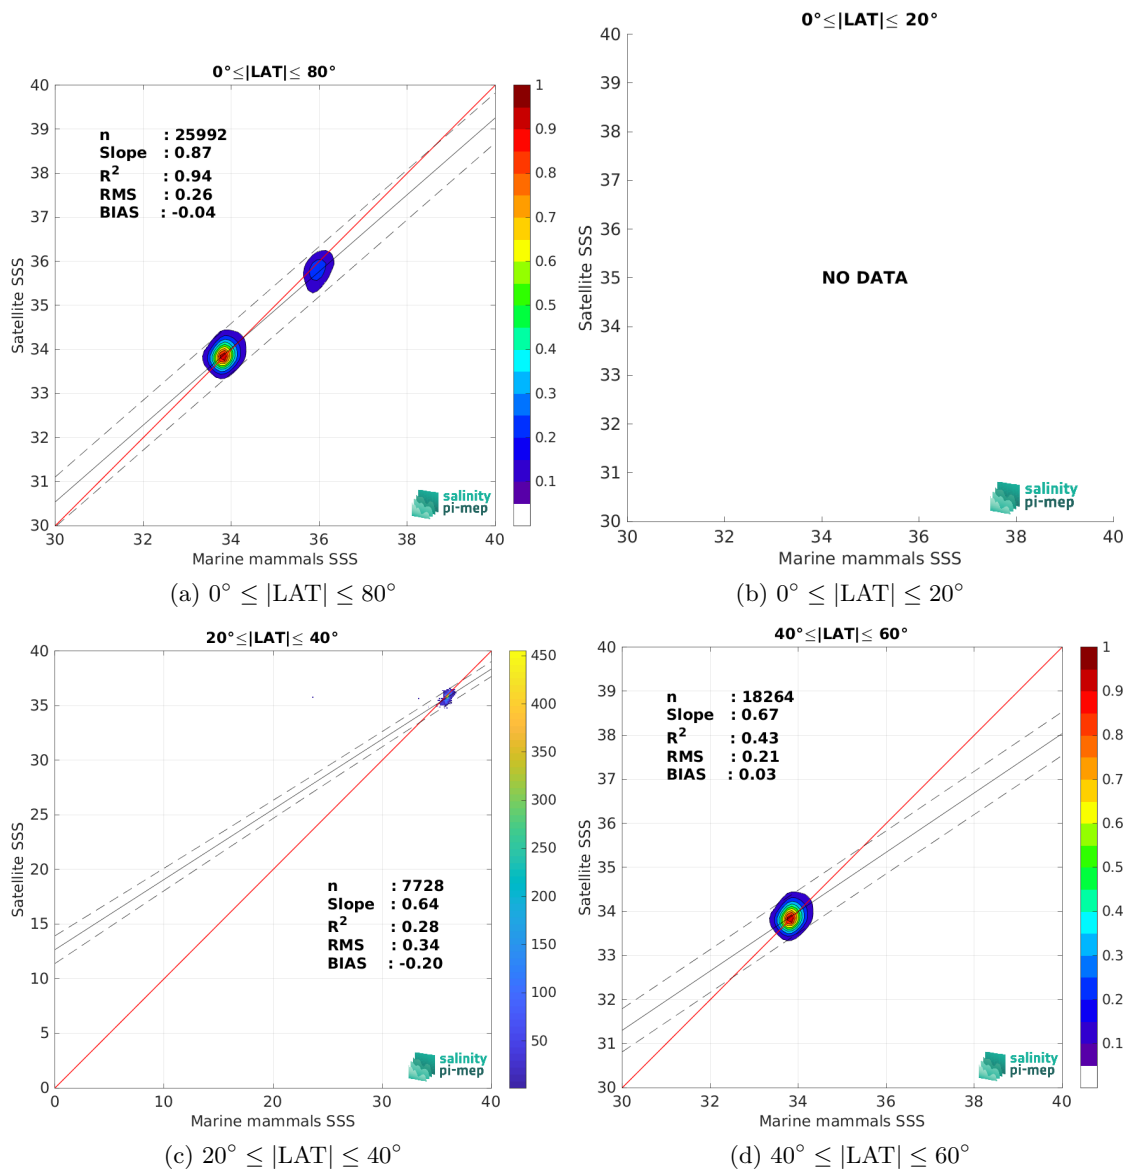 0°≤|LAT|≤ 80°
40
39
38
37
36
35
34
33
32
31
30
30
32
34
36
38
40
Satellite SSS
Marine mammals SSS
n : 25992
Slope : 0.87
R² : 0.94
RMS : 0.26
BIAS : -0.04
salinity
pi-mep
1
0.9
0.8
0.7
0.6
0.5
0.4
0.3
0.2
0.1
(a) 0° ≤ |LAT| ≤ 80°
0°≤|LAT|≤ 20°
40
39
38
37
36
35
34
33
32
31
30
30
32
34
36
38
40
Satellite SSS
Marine mammals SSS
NO DATA
salinity
pi-mep
(b) 0° ≤ |LAT| ≤ 20°
20°≤|LAT|≤ 40°
40
35
30
25
20
15
10
5
0
0
10
20
30
40
Satellite SSS
Marine mammals SSS
n : 7728
Slope : 0.64
R² : 0.28
RMS : 0.34
BIAS : -0.20
salinity
pi-mep
450
400
350
300
250
200
150
100
50
(c) 20° ≤ |LAT| ≤ 40°
40°≤|LAT|≤ 60°
40
39
38
37
36
35
34
33
32
31
30
30
32
34
36
38
40
Satellite SSS
Marine mammals SSS
n : 18264
Slope : 0.67
R² : 0.43
RMS : 0.21
BIAS : 0.03
salinity
pi-mep
1
0.9
0.8
0.7
0.6
0.5
0.4
0.3
0.2
0.1
(d) 40° ≤ |LAT| ≤ 60°